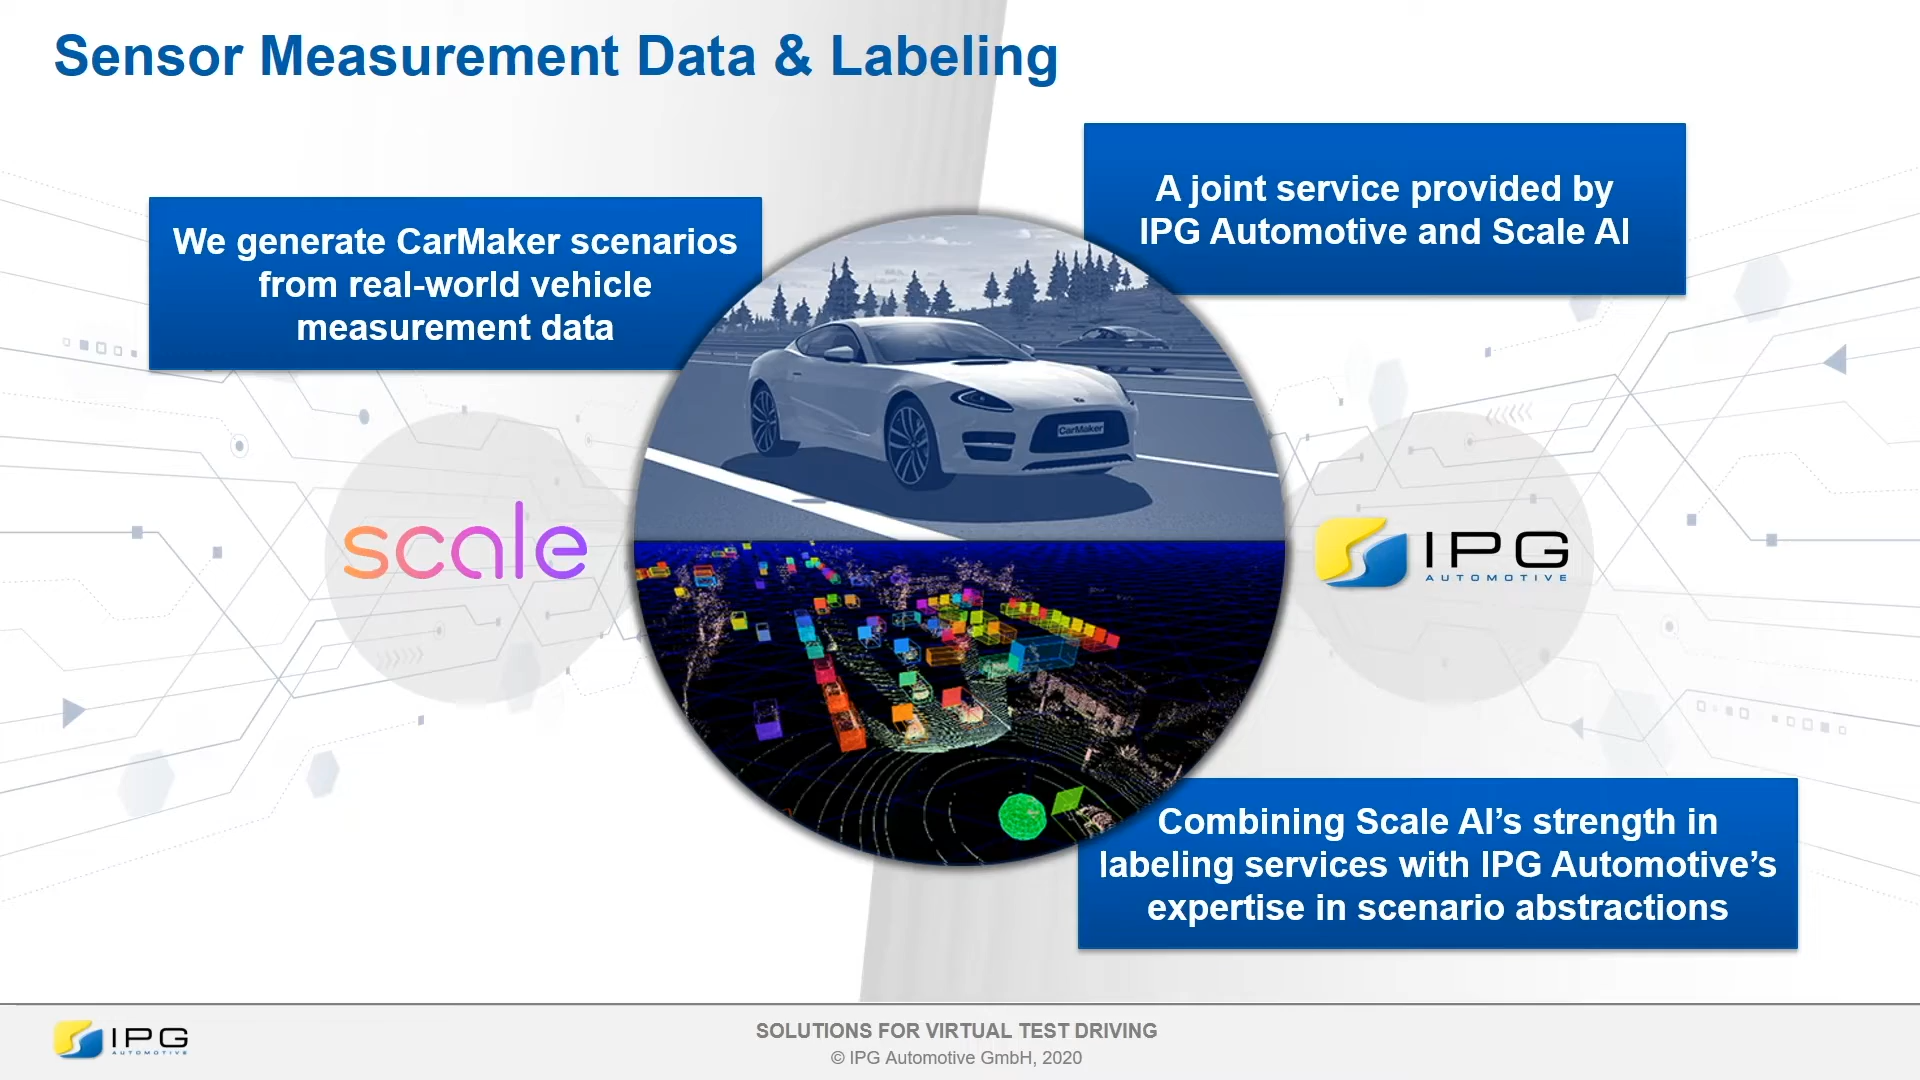 Sensor Measurement Data & Labeling
We generate CarMaker scenarios
from real-world vehicle
measurement data
A joint service provided by
IPG Automotive and Scale AI
CarMaker
scale
IPG
AUTOMOTIVE
Combining Scale AI’s strength in
labeling services with IPG Automotive’s
expertise in scenario abstractions
IPG
AUTOMOTIVE
SOLUTIONS FOR VIRTUAL TEST DRIVING
© IPG Automotive GmbH, 2020